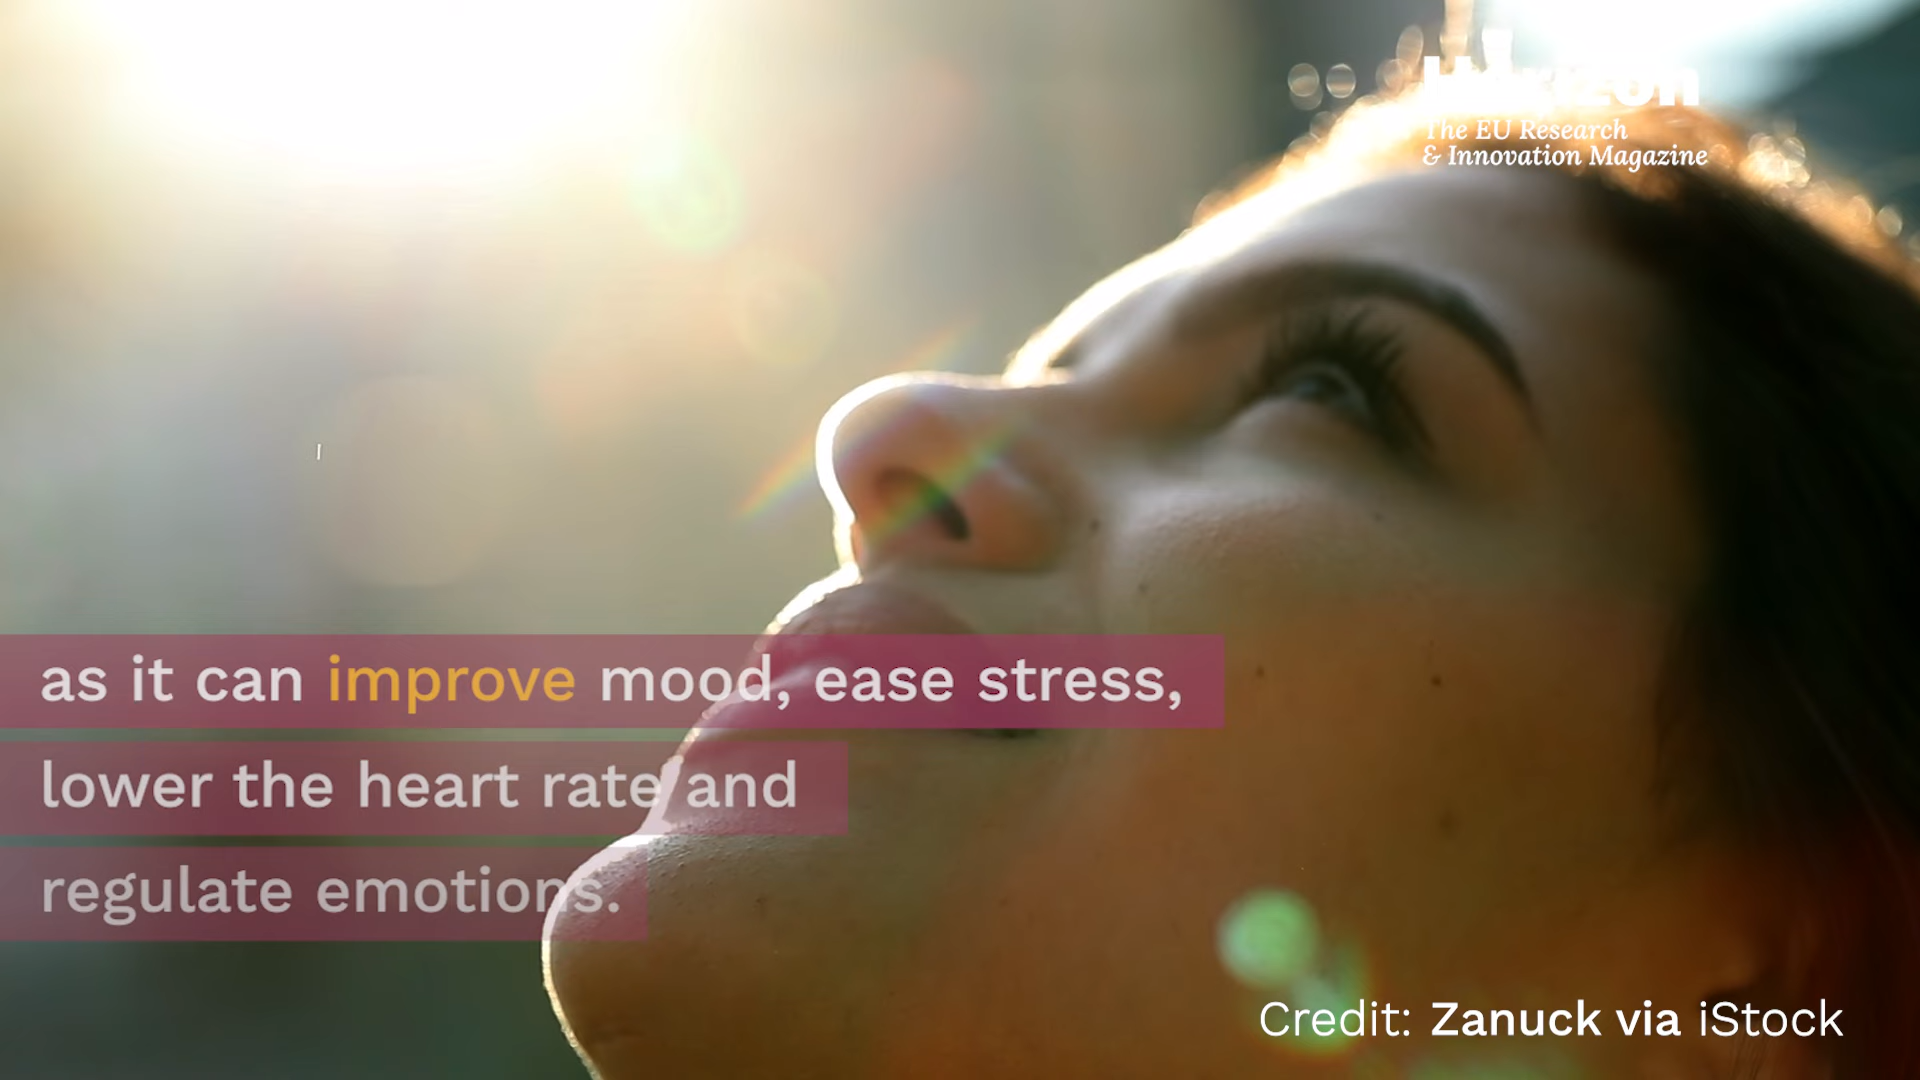 Horizon
The EU Research
& Innovation Magazine
as it can improve mood, ease stress,
lower the heart rate and
regulate emotions.
Credit: Zanuck via iStock